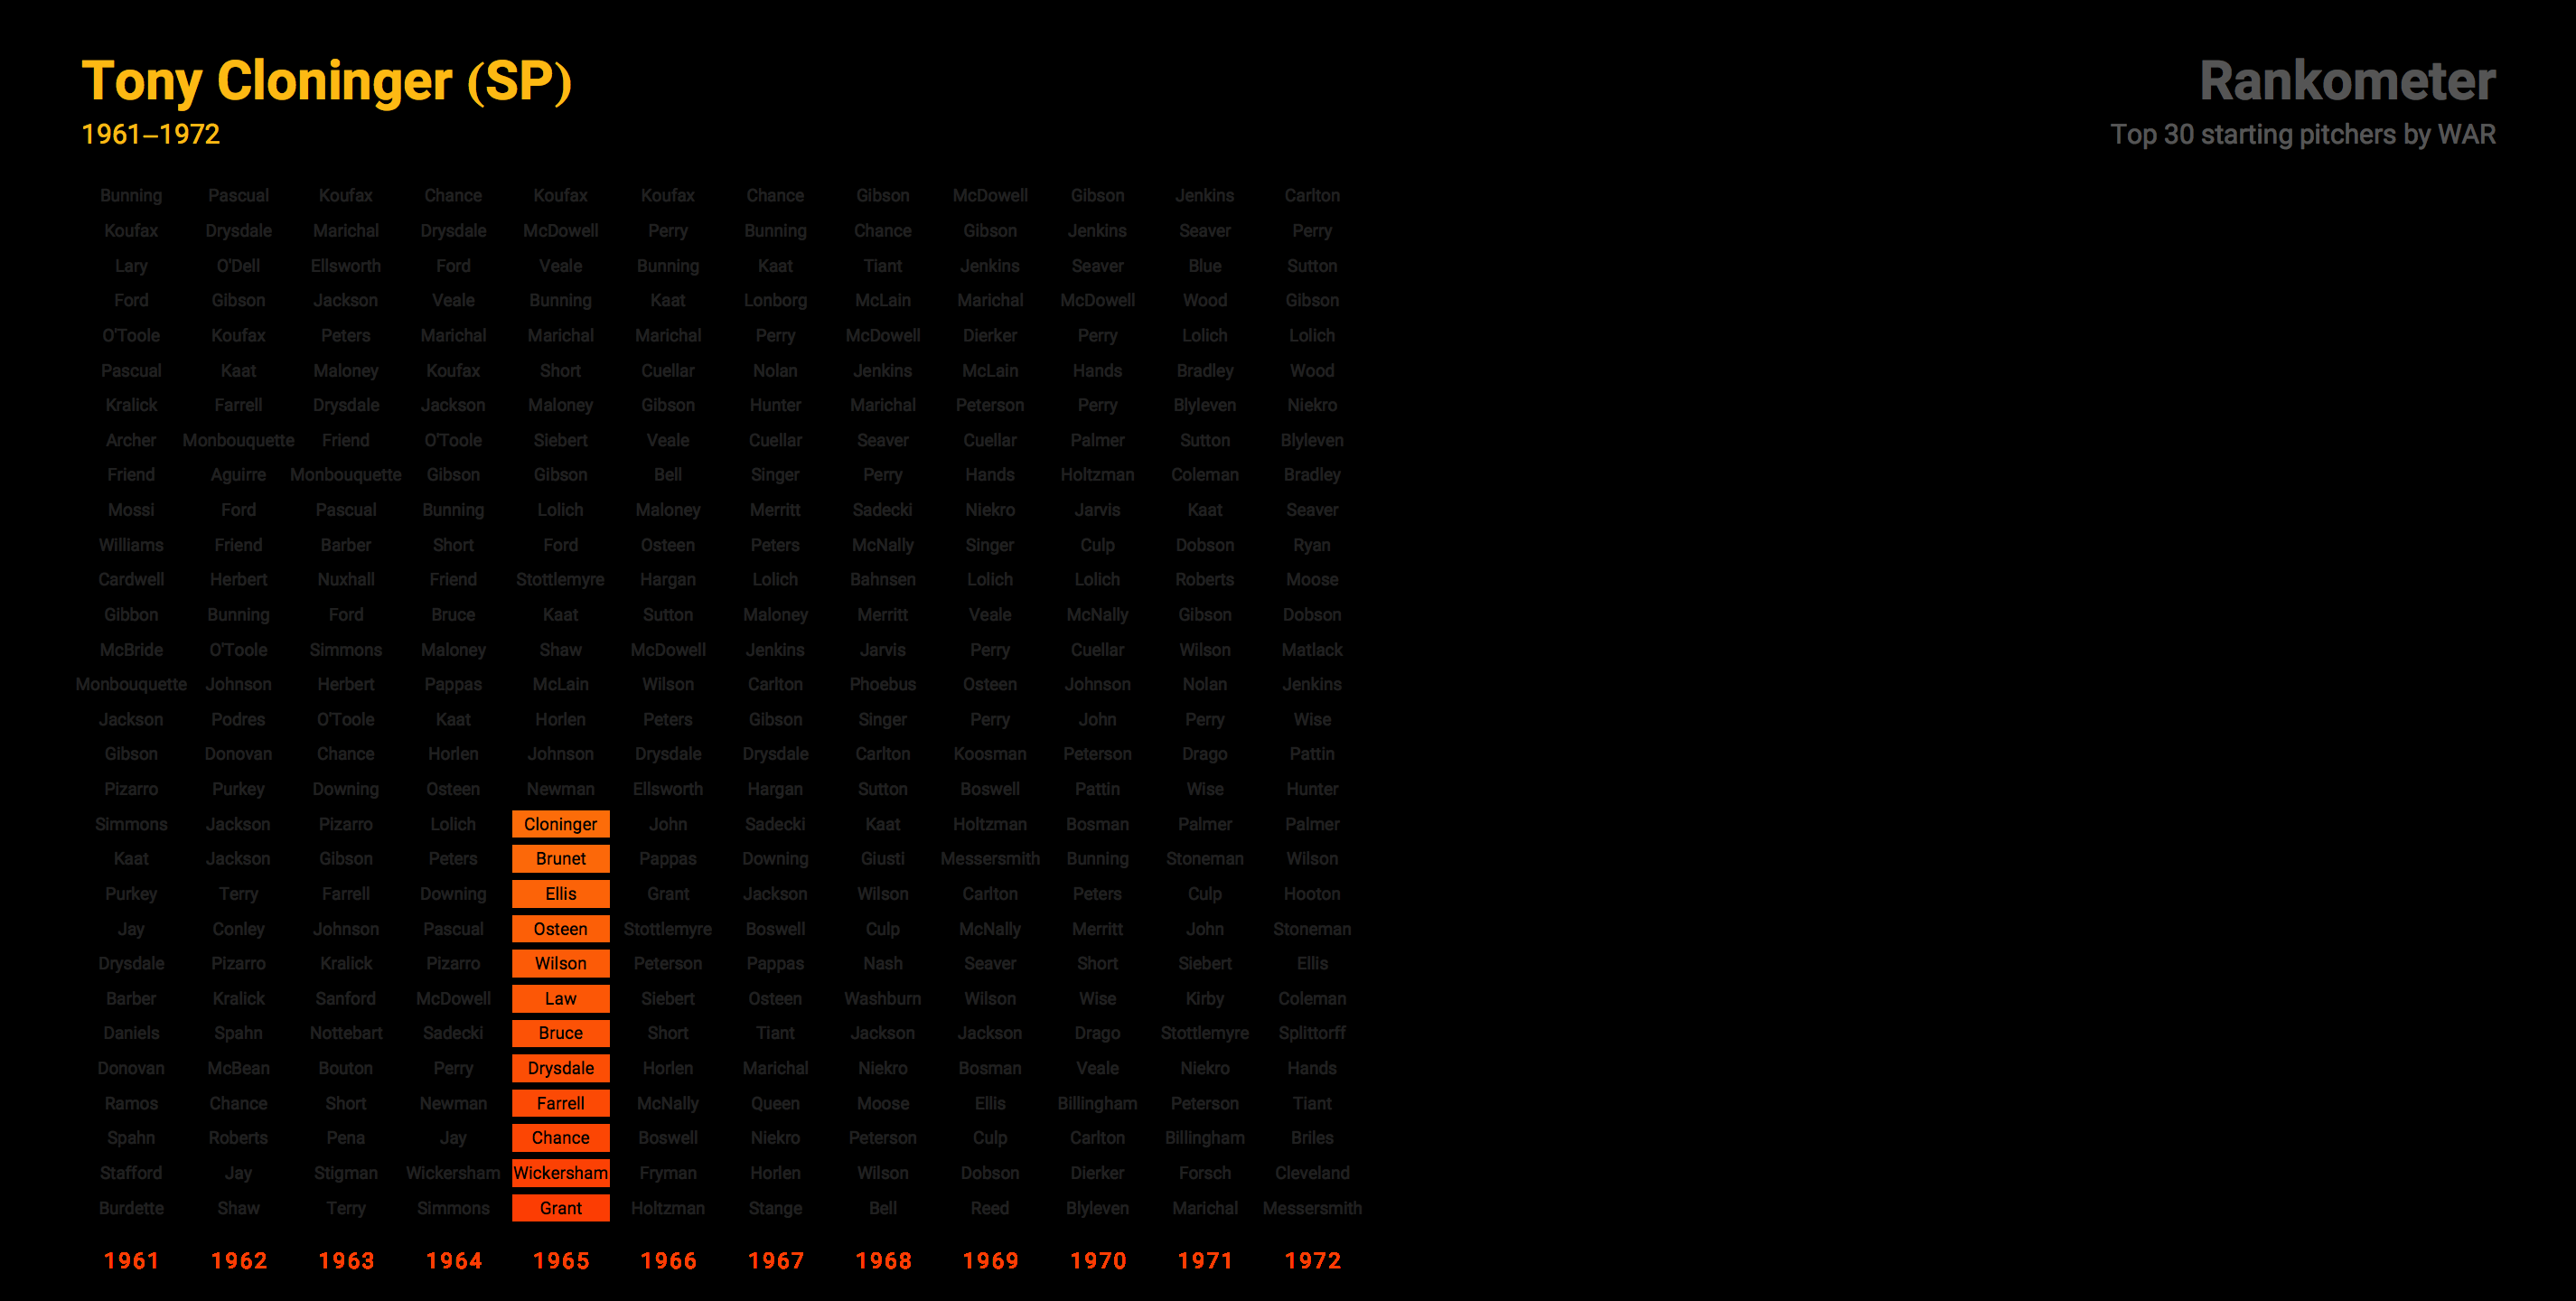 Tony Cloninger (SP)
1961–1972
Rankometer
Top 30 starting pitchers by WAR
Bunning Pascual Koufax Chance Koufax Koufax Chance Gibson McDowell Gibson Jenkins Carlton
Koufax Drysdale Marichal Drysdale McDowell Perry Bunning Chance Gibson Jenkins Seaver Perry
Lary O'Dell Ellsworth Ford Veale Bunning Kaat Tiant Jenkins Seaver Blue Sutton
Ford Gibson Jackson Veale Bunning Kaat Lonborg McLain Marichal McDowell Wood Gibson
O'Toole Koufax Peters Marichal Marichal Marichal Perry McDowell Dierker Perry Lolich Lolich
Pascual Kaat Maloney Koufax Short Cuellar Nolan Jenkins McLain Hands Bradley Wood
Kralick Farrell Drysdale Jackson Maloney Gibson Hunter Marichal Peterson Perry Blyleven Niekro
Archer Monbouquette Friend O'Toole Siebert Veale Cuellar Seaver Cuellar Palmer Sutton Blyleven
Friend Aguirre Monbouquette Gibson Gibson Bell Singer Perry Hands Holtzman Coleman Bradley
Mossi Ford Pascual Bunning Lolich Maloney Merritt Sadecki Niekro Jarvis Kaat Seaver
Williams Friend Barber Short Ford Osteen Peters McNally Singer Culp Dobson Ryan
Cardwell Herbert Nuxhall Friend Stottlemyre Hargan Lolich Bahnsen Lolich Lolich Roberts Moose
Gibbon Bunning Ford Bruce Kaat Sutton Maloney Merritt Veale McNally Gibson Dobson
McBride O'Toole Simmons Maloney Shaw McDowell Jenkins Jarvis Perry Cuellar Wilson Matlack
Monbouquette Johnson Herbert Pappas McLain Wilson Carlton Phoebus Osteen Johnson Nolan Jenkins
Jackson Podres O'Toole Kaat Horlen Peters Gibson Singer Perry John Perry Wise
Gibson Donovan Chance Horlen Johnson Drysdale Drysdale Carlton Koosman Peterson Drago Pattin
Pizarro Purkey Downing Osteen Newman Ellsworth Hargan Sutton Boswell Pattin Wise Hunter
Simmons Jackson Pizarro Lolich Cloninger John Sadecki Kaat Holtzman Bosman Palmer Palmer
Kaat Jackson Gibson Peters Brunet Pappas Downing Giusti Messersmith Bunning Stoneman Wilson
Purkey Terry Farrell Downing Ellis Grant Jackson Wilson Carlton Peters Culp Hooton
Jay Conley Johnson Pascual Osteen Stottlemyre Boswell Culp McNally Merritt John Stoneman
Drysdale Pizarro Kralick Pizarro Wilson Peterson Pappas Nash Seaver Short Siebert Ellis
Barber Kralick Sanford McDowell Law Siebert Osteen Washburn Wilson Wise Kirby Coleman
Daniels Spahn Nottebart Sadecki Bruce Short Tiant Jackson Jackson Drago Stottlemyre Splittorff
Donovan McBean Bouton Perry Drysdale Horlen Marichal Niekro Bosman Veale Niekro Hands
Ramos Chance Short Newman Farrell McNally Queen Moose Ellis Billingham Peterson Tiant
Spahn Roberts Pena Jay Chance Boswell Niekro Peterson Culp Carlton Billingham Briles
Stafford Jay Stigman Wickersham Wickersham Fryman Horlen Wilson Dobson Dierker Forsch Cleveland
Burdette Shaw Terry Simmons Grant Holtzman Stange Bell Reed Blyleven Marichal Messersmith
1961 1962 1963 1964 1965 1966 1967 1968 1969 1970 1971 1972